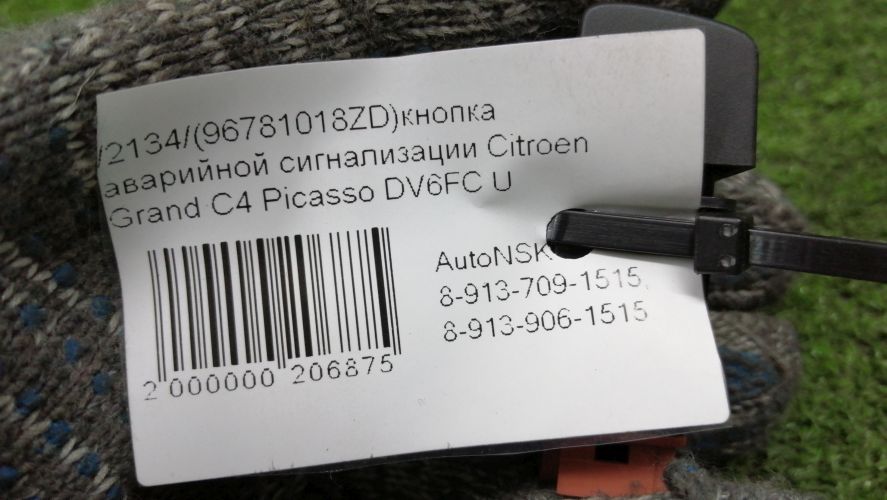 /2134/(96781018ZD)кнопка
аварийной сигнализации Citroen
Grand C4 Picasso DV6FC U
AutoNSK
8-913-709-1515,
8-913-906-1515
2 000000 206875